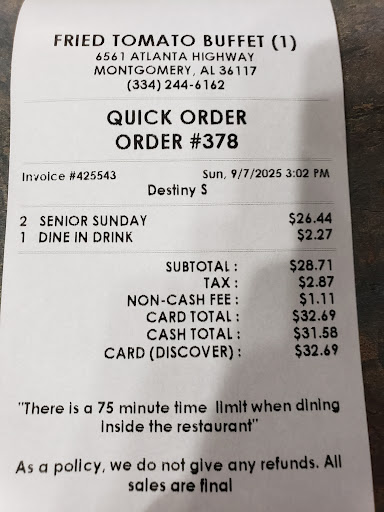 FRIED TOMATO BUFFET (1)
6561 ATLANTA HIGHWAY
MONTGOMERY, AL 36117
(334) 244-6162
QUICK ORDER
ORDER #378
Invoice #425543 Sun, 9/7/2025 3:02 PM
Destiny S
2 SENIOR SUNDAY $26.44
1 DINE IN DRINK $2.27
SUBTOTAL : $28.71
TAX : $2.87
NON-CASH FEE : $1.11
CARD TOTAL : $32.69
CASH TOTAL : $31.58
CARD (DISCOVER) : $32.69
"There is a 75 minute time limit when dining
inside the restaurant"
As a policy, we do not give any refunds. All
sales are final